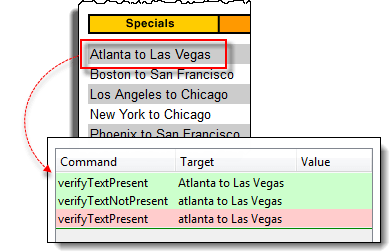 Specials
Atlanta to Las Vegas
Boston to San Francisco
Los Angeles to Chicago
New York to Chicago
Phoenix to San Francisco
Command Target Value
verifyTextPresent Atlanta to Las Vegas
verifyTextNotPresent atlanta to Las Vegas
verifyTextPresent atlanta to Las vegas